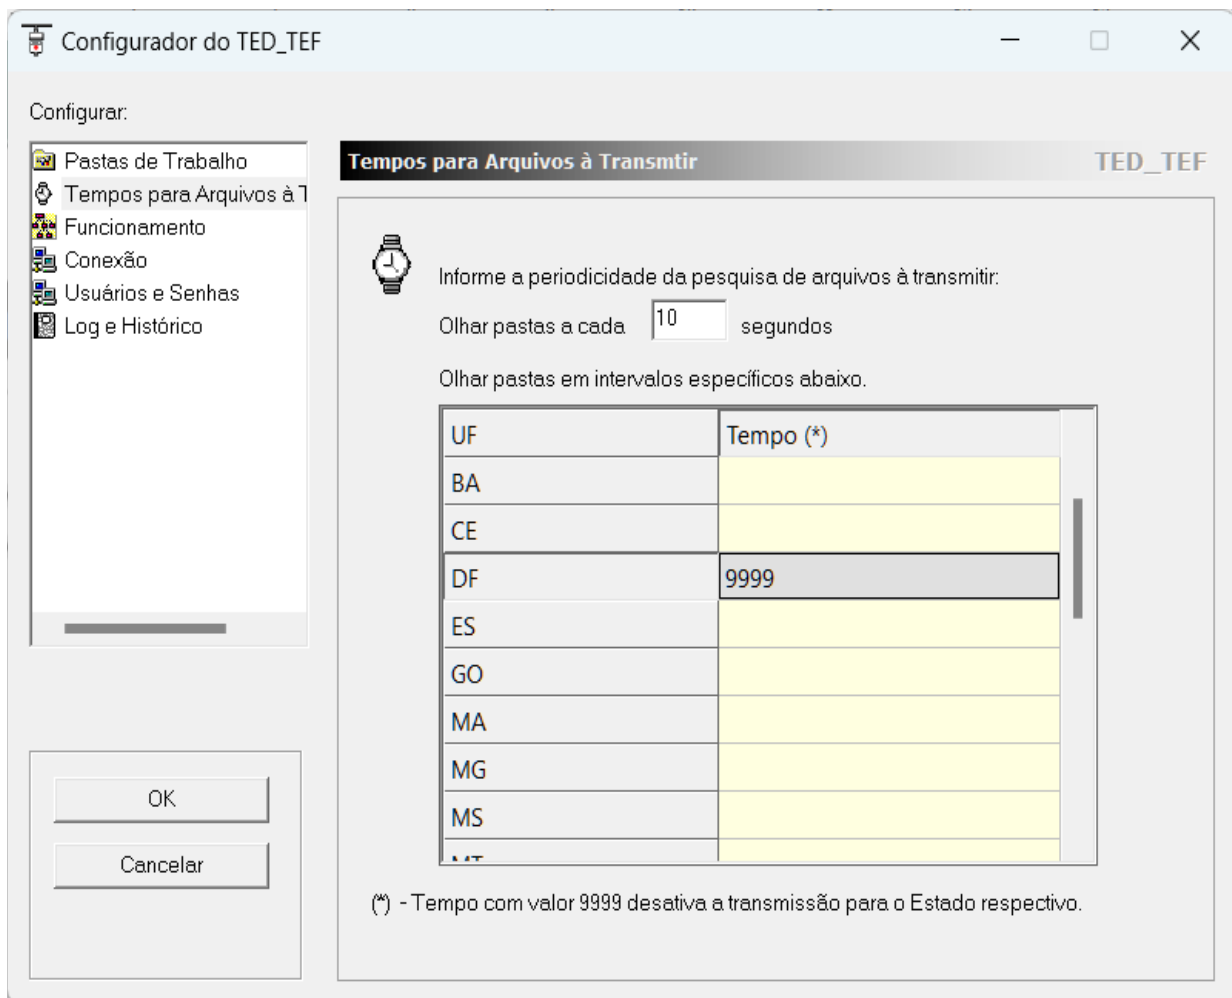 Configurador do TED_TEF
Configurar:
Pastas de Trabalho
Tempos para Arquivos à T
Funcionamento
Conexão
Usuários e Senhas
Log e Histórico
OK
Cancelar
Tempos para Arquivos à Transmtir TED_TEF
Informe a periodicidade da pesquisa de arquivos à transmitir:
Olhar pastas a cada 10 segundos
Olhar pastas em intervalos específicos abaixo.
UF Tempo (*)
BA
CE
DF 9999
ES
GO
MA
MG
MS
(*) - Tempo com valor 9999 desativa a transmissão para o Estado respectivo.